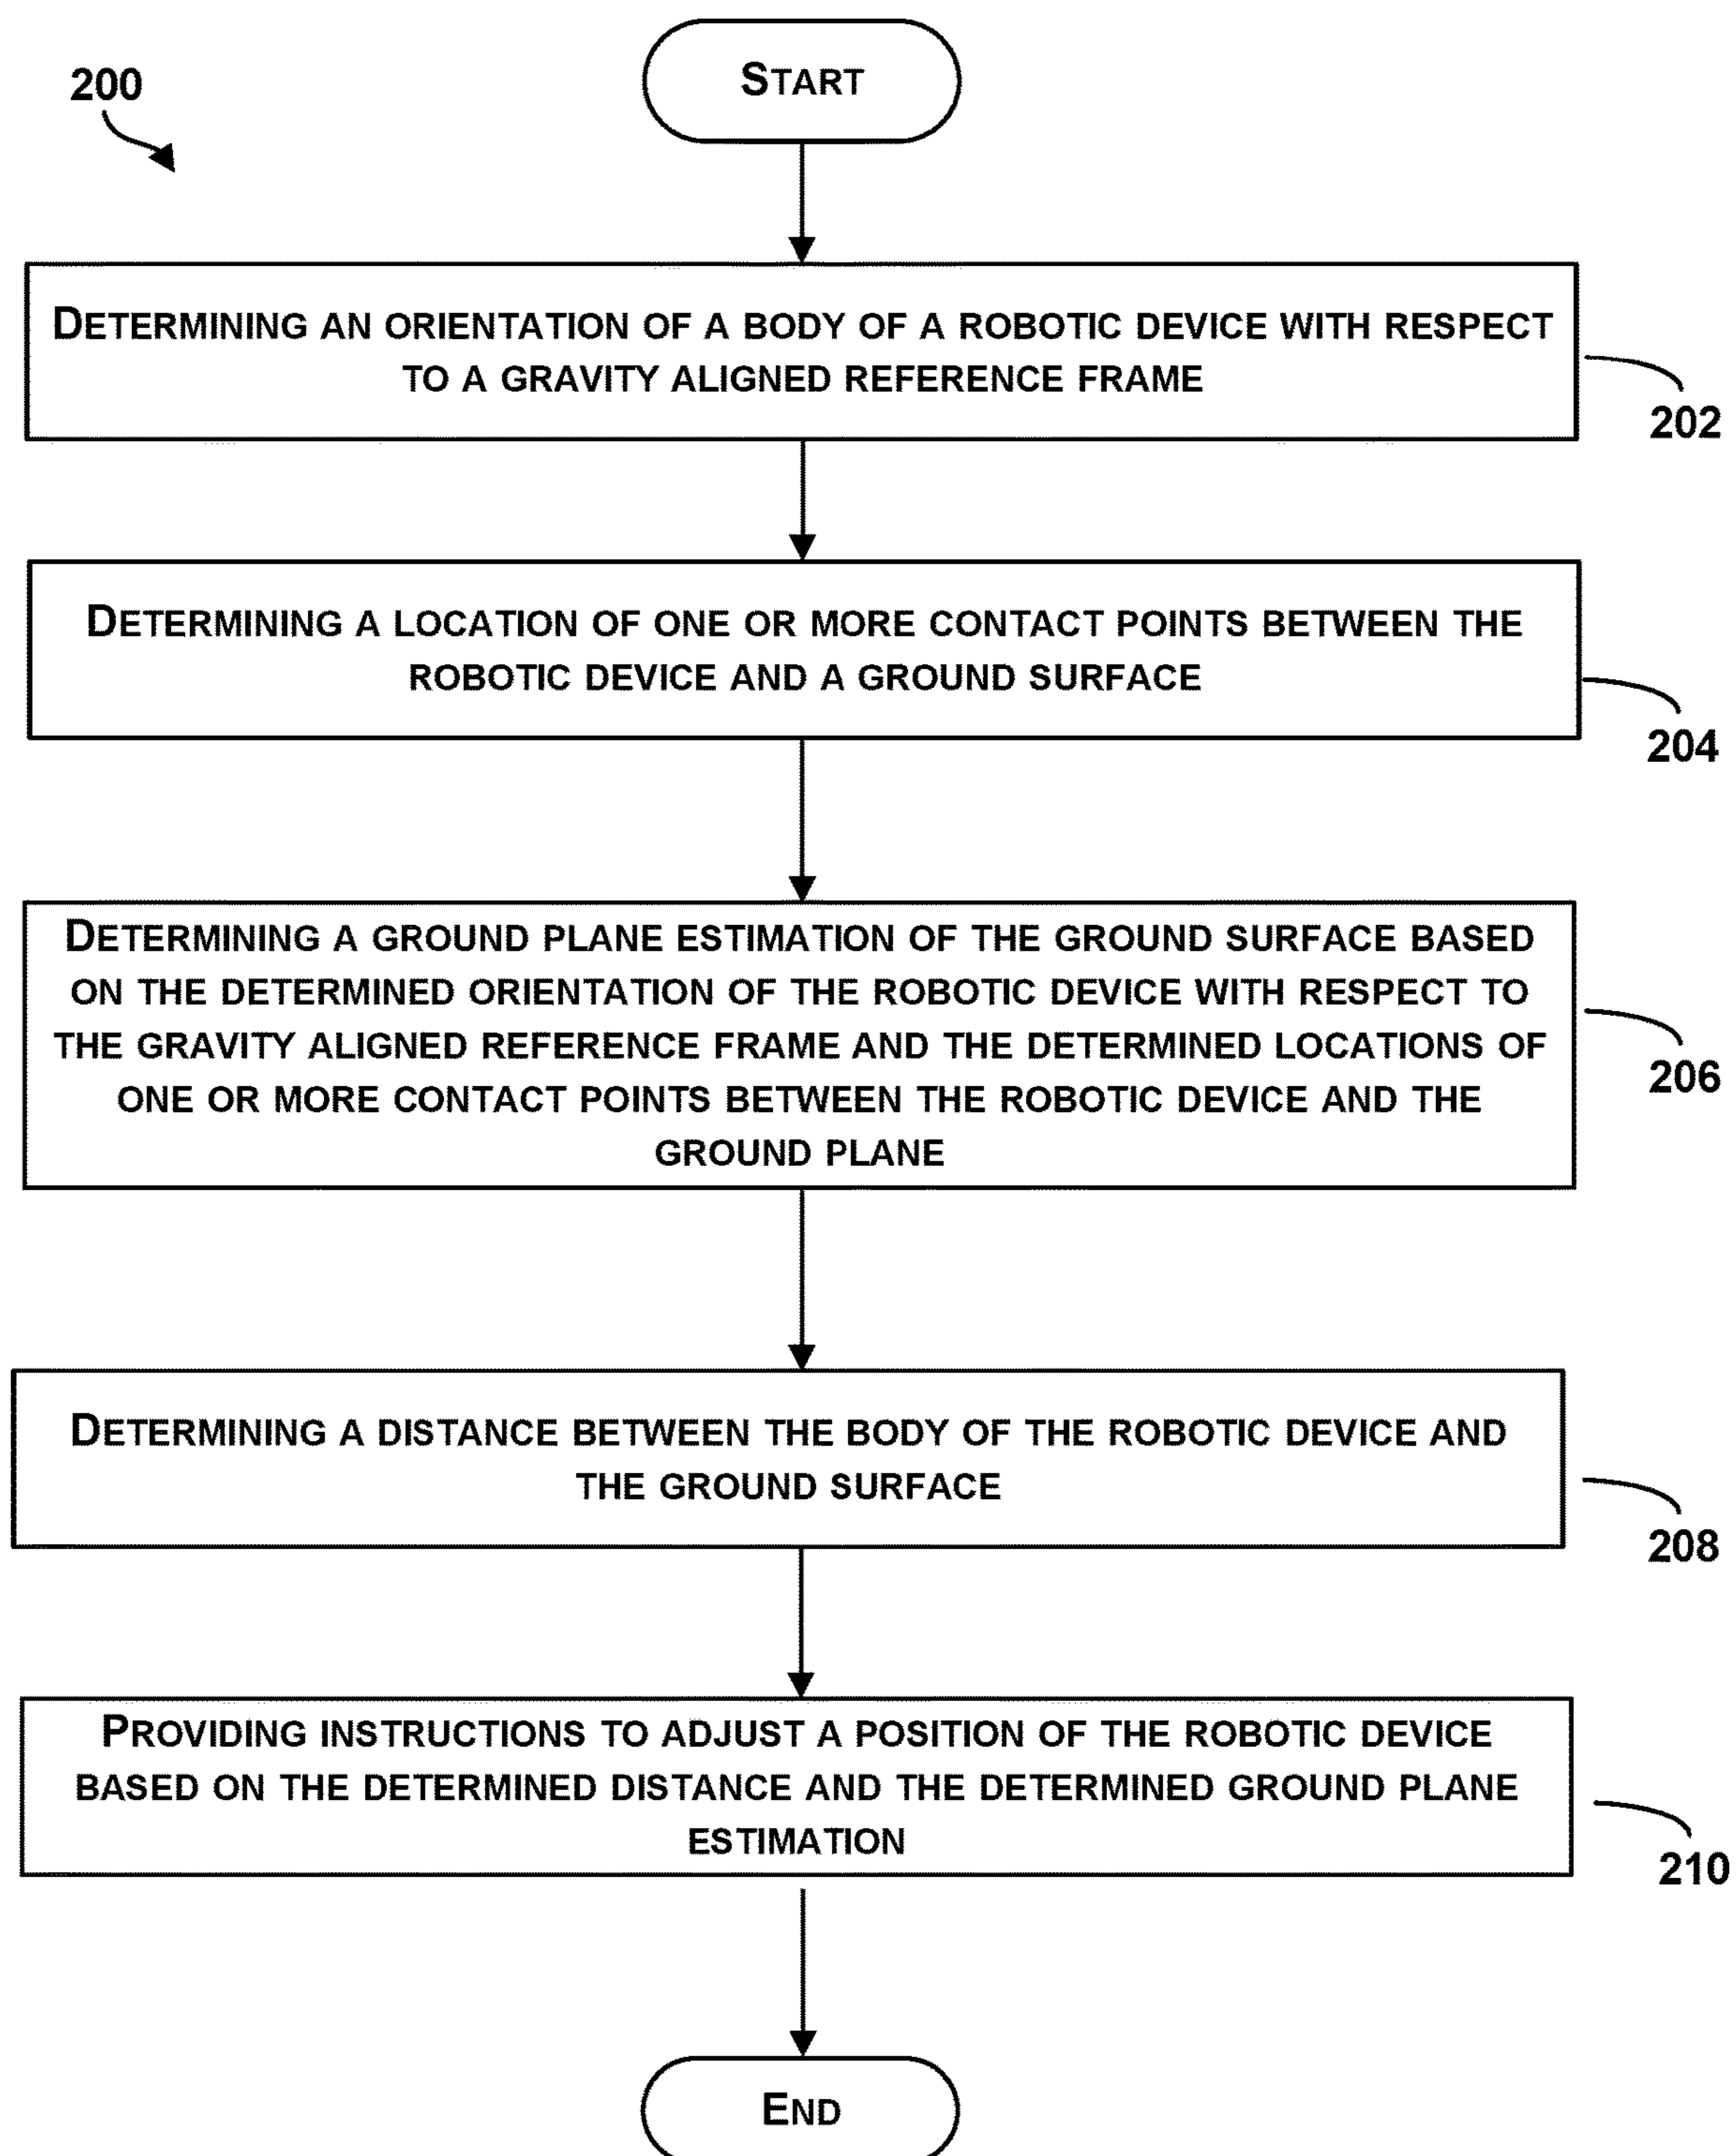 200
START
DETERMINING AN ORIENTATION OF A BODY OF A ROBOTIC DEVICE WITH RESPECT
TO A GRAVITY ALIGNED REFERENCE FRAME
202
DETERMINING A LOCATION OF ONE OR MORE CONTACT POINTS BETWEEN THE
ROBOTIC DEVICE AND A GROUND SURFACE
204
DETERMINING A GROUND PLANE ESTIMATION OF THE GROUND SURFACE BASED
ON THE DETERMINED ORIENTATION OF THE ROBOTIC DEVICE WITH RESPECT TO
THE GRAVITY ALIGNED REFERENCE FRAME AND THE DETERMINED LOCATIONS OF
ONE OR MORE CONTACT POINTS BETWEEN THE ROBOTIC DEVICE AND THE
GROUND PLANE
206
DETERMINING A DISTANCE BETWEEN THE BODY OF THE ROBOTIC DEVICE AND
THE GROUND SURFACE
208
PROVIDING INSTRUCTIONS TO ADJUST A POSITION OF THE ROBOTIC DEVICE
BASED ON THE DETERMINED DISTANCE AND THE DETERMINED GROUND PLANE
ESTIMATION
210
END